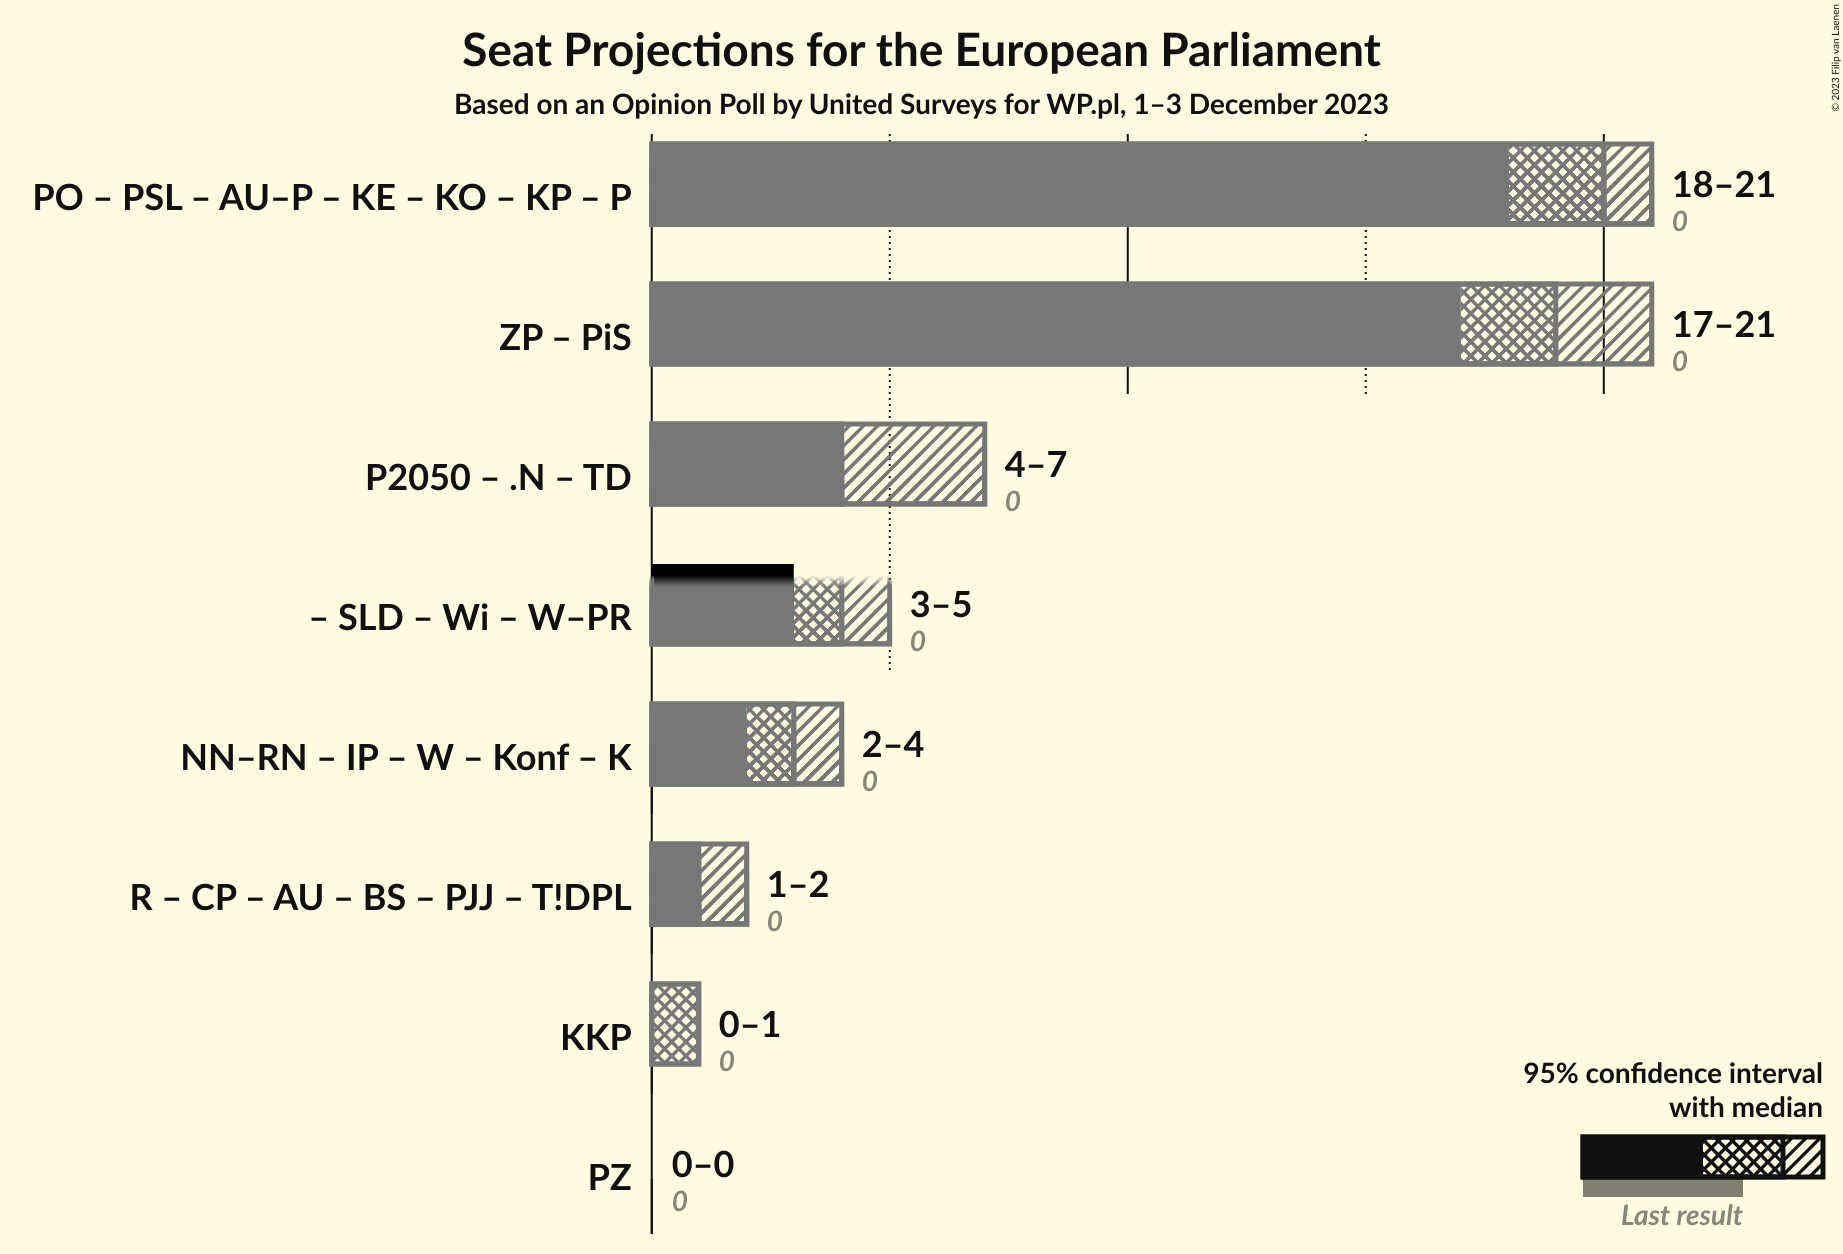 Seat Projections for the European Parliament
Based on an Opinion Poll by United Surveys for WP.pl, 1–3 December 2023
© 2023 Filip van Laenen
PO – PSL – AU–P – KE – KO – KP – P
18–21
0
ZP – PiS
17–21
0
P2050 – .N – TD
4–7
0
– SLD – Wi – W–PR
3–5
0
NN–RN – IP – W – Konf – K
2–4
0
R – CP – AU – BS – PJJ – T!DPL
1–2
0
KKP
0–1
0
PZ
0–0
0
95% confidence interval
with median
Last result